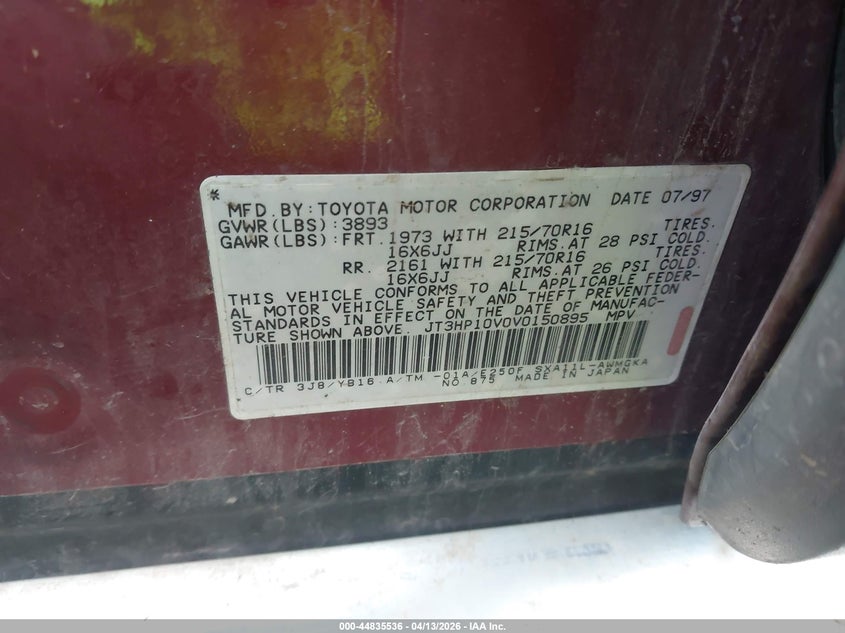 * MFD. BY: TOYOTA MOTOR CORPORATION DATE 07/97
GVWR(LBS): 3893
GAWR(LBS): FRT. 1973 WITH 215/70R16 TIRES.
16X6JJ RIMS. AT 28 PSI COLD.
RR. 2161 WITH 215/70R16 TIRES.
16X6JJ RIMS. AT 26 PSI COLD.
THIS VEHICLE CONFORMS TO ALL APPLICABLE FEDER-
AL MOTOR VEHICLE SAFETY AND THEFT PREVENTION
STANDARDS IN EFFECT ON THE DATE OF MANUFAC-
TURE SHOWN ABOVE. JT3HP10V0V0150895 MPV
C/TR 3J8/YB16 A/TM -01A/E250F SXA11L-AWMGKA
NO. 875 MADE IN JAPAN
000-44835536 - 04/13/2026 - IAA Inc.